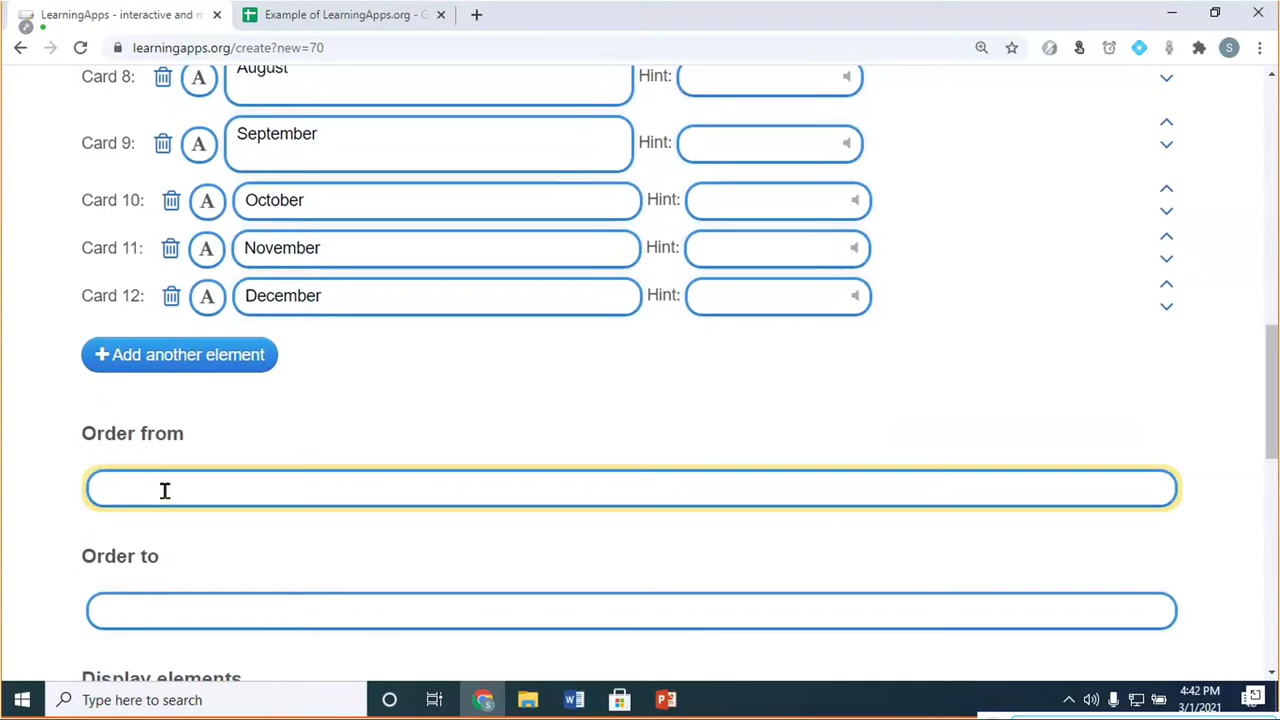 LearningApps - interactive and m
Example of LearningApps.org - G
learningapps.org/create?new=70
S
Card 8: A August Hint:
Card 9: A September Hint:
Card 10: A October Hint:
Card 11: A November Hint:
Card 12: A December Hint:
Add another element
Order from
Order to
Display elements
Type here to search
4:42 PM
3/1/2021